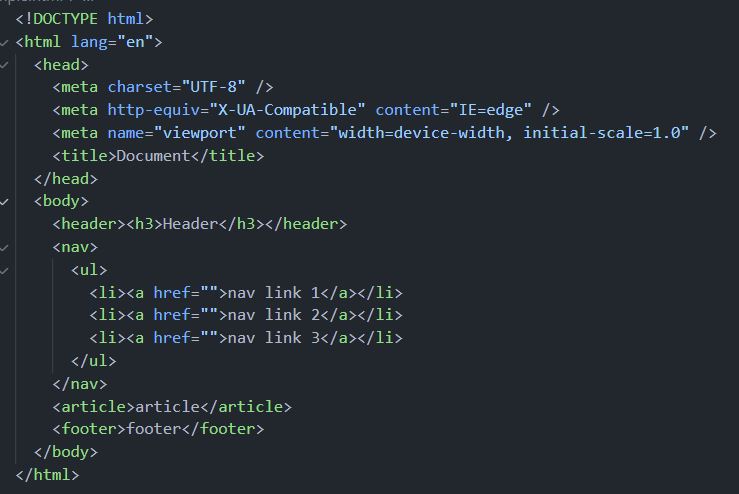 <!DOCTYPE html>
<html lang="en">
<head>
<meta charset="UTF-8" />
<meta http-equiv="X-UA-Compatible" content="IE=edge" />
<meta name="viewport" content="width=device-width, initial-scale=1.0" />
<title>Document</title>
</head>
<body>
<header><h3>Header</h3></header>
<nav>
<ul>
<li><a href="">nav link 1</a></li>
<li><a href="">nav link 2</a></li>
<li><a href="">nav link 3</a></li>
</ul>
</nav>
<article>article</article>
<footer>footer</footer>
</body>
</html>